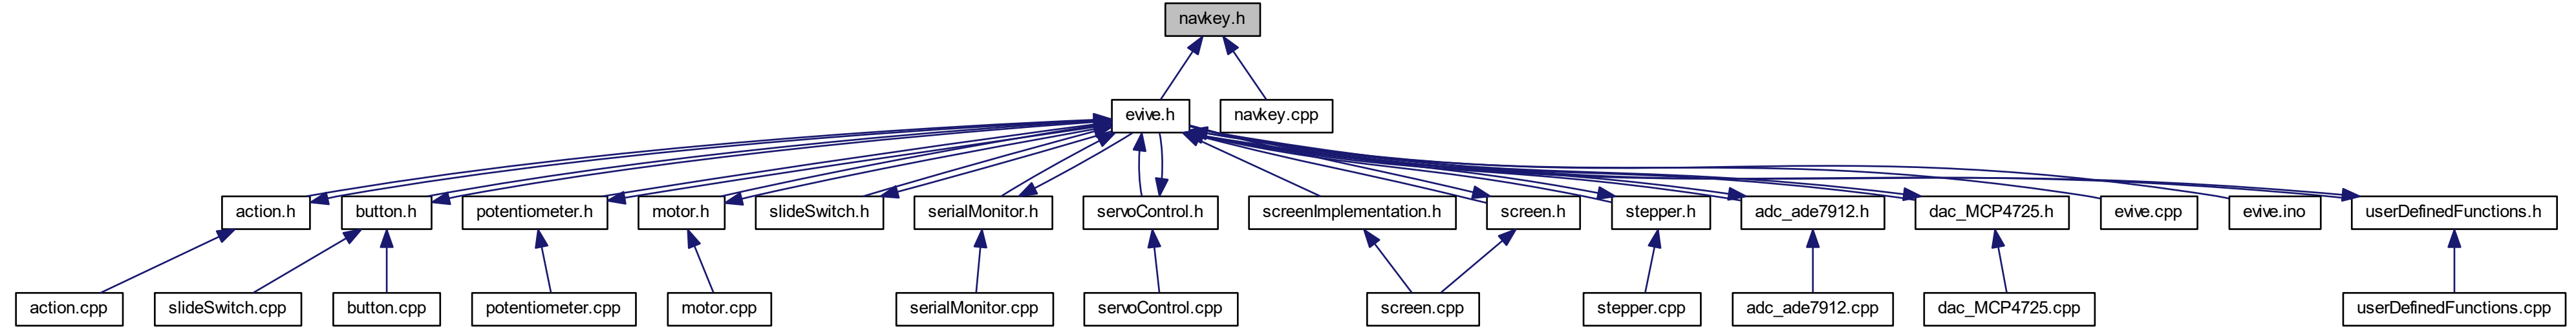 navkey.h
evive.h
navkey.cpp
action.h
button.h
potentiometer.h
motor.h
slideSwitch.h
serialMonitor.h
servoControl.h
screenImplementation.h
screen.h
stepper.h
adc_ade7912.h
dac_MCP4725.h
evive.cpp
evive.ino
userDefinedFunctions.h
action.cpp
slideSwitch.cpp
button.cpp
potentiometer.cpp
motor.cpp
serialMonitor.cpp
servoControl.cpp
screen.cpp
stepper.cpp
adc_ade7912.cpp
dac_MCP4725.cpp
userDefinedFunctions.cpp